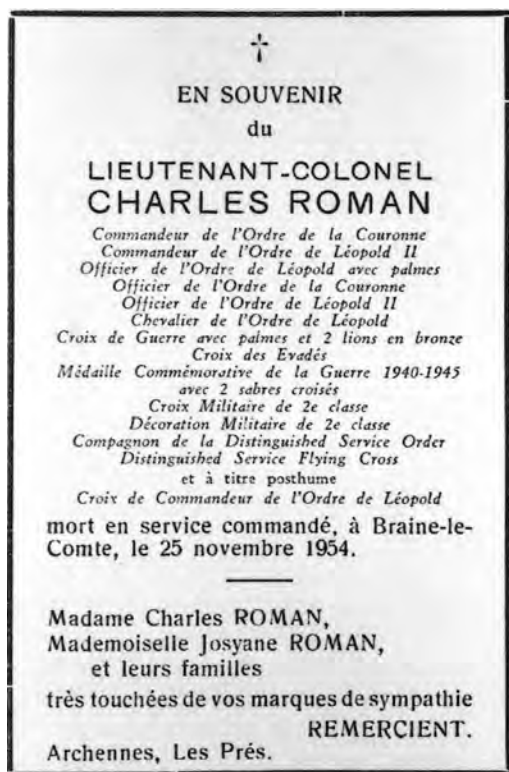 EN SOUVENIR
du
LIEUTENANT-COLONEL
CHARLES ROMAN
Commandeur de l'Ordre de la Couronne
Commandeur de l'Ordre de Léopold II
Officier de l'Ordre de Léopold avec palmes
Officier de l'Ordre de la Couronne
Officier de l'Ordre de Léopold II
Chevalier de l'Ordre de Léopold
Croix de Guerre avec palmes et 2 lions en bronze
Croix des Evadés
Médaille Commémorative de la Guerre 1940-1945
avec 2 sabres croisés
Croix Militaire de 2e classe
Décoration Militaire de 2e classe
Compagnon de la Distinguished Service Order
Distinguished Service Flying Cross
et à titre posthume
Croix de Commandeur de l'Ordre de Léopold
mort en service commandé, à Braine-le-
Comte, le 25 novembre 1954.
Madame Charles ROMAN,
Mademoiselle Josyane ROMAN,
et leurs familles
très touchées de vos marques de sympathie
REMERCIENT.
Archennes, Les Prés.